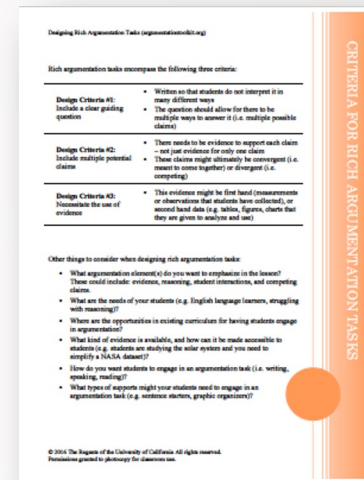 Designing Rich Argumentation Tasks (argumentationtoolkit.org)
Rich argumentation tasks encompass the following three criteria:
Design Criteria #1:
Include a clear guiding
question
• Written so that students do not interpret it in
many different ways
• The question should allow for there to be
multiple ways to answer it (i.e. multiple possible
claims)
Design Criteria #2:
Include multiple potential
claims
• There needs to be evidence to support each claim
– not just evidence for only one claim
• These claims might ultimately be convergent (i.e.
meant to come together) or divergent (i.e.
competing)
Design Criteria #3:
Necessitate the use of
evidence
• This evidence might be first hand (measurements
or observations that students have collected), or
second hand data (e.g. tables, figures, charts that
they are given to analyze and use)
Other things to consider when designing rich argumentation tasks:
• What argumentation element(s) do you want to emphasize in the lesson?
These could include: evidence, reasoning, student interactions, and competing
claims.
• What are the needs of your students (e.g. English language learners, struggling
with reasoning)?
• Where are the opportunities in existing curriculum for having students engage
in argumentation?
• What kind of evidence is available, and how can it be made accessible to
students (e.g. students are studying the solar system and you need to
simplify a NASA dataset)?
• How do you want students to engage in an argumentation task (i.e. writing,
speaking, reading)?
• What types of supports might your students need to engage in an
argumentation task (e.g. sentence starters, graphic organizers)?
© 2016 The Regents of the University of California All rights reserved.
Permissions granted to photocopy for classroom use.
CRITERIA FOR RICH ARGUMENTATION TASKS